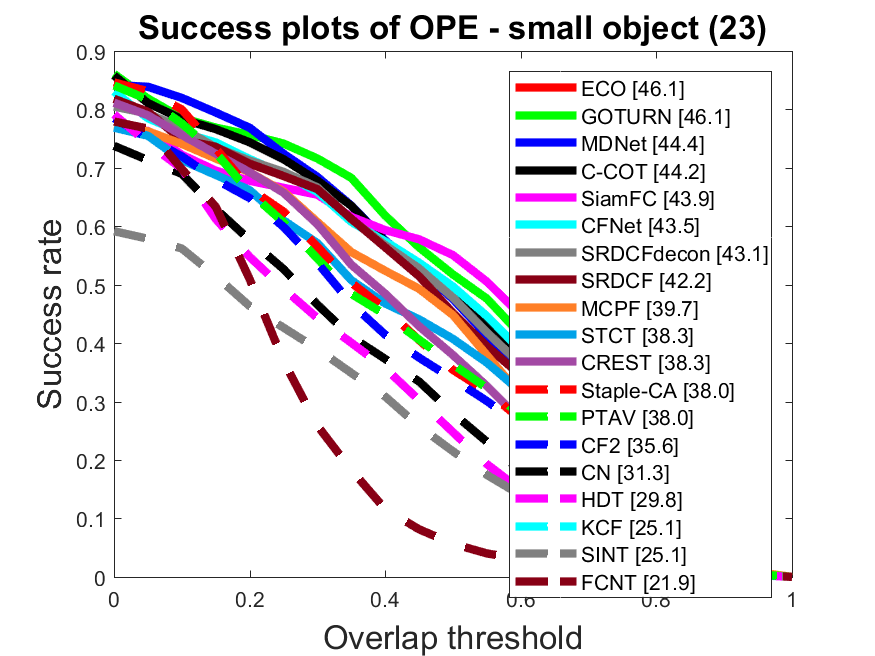 Success plots of OPE - small object (23)
0.9
0.8
0.7
0.6
0.5
0.4
0.3
0.2
0.1
0
Success rate
ECO [46.1]
GOTURN [46.1]
MDNet [44.4]
C-COT [44.2]
SiamFC [43.9]
CFNet [43.5]
SRDCFdecon [43.1]
SRDCF [42.2]
MCPF [39.7]
STCT [38.3]
CREST [38.3]
Staple-CA [38.0]
PTAV [38.0]
CF2 [35.6]
CN [31.3]
HDT [29.8]
KCF [25.1]
SINT [25.1]
FCNT [21.9]
0 0.2 0.4 0.6 0.8 1
Overlap threshold